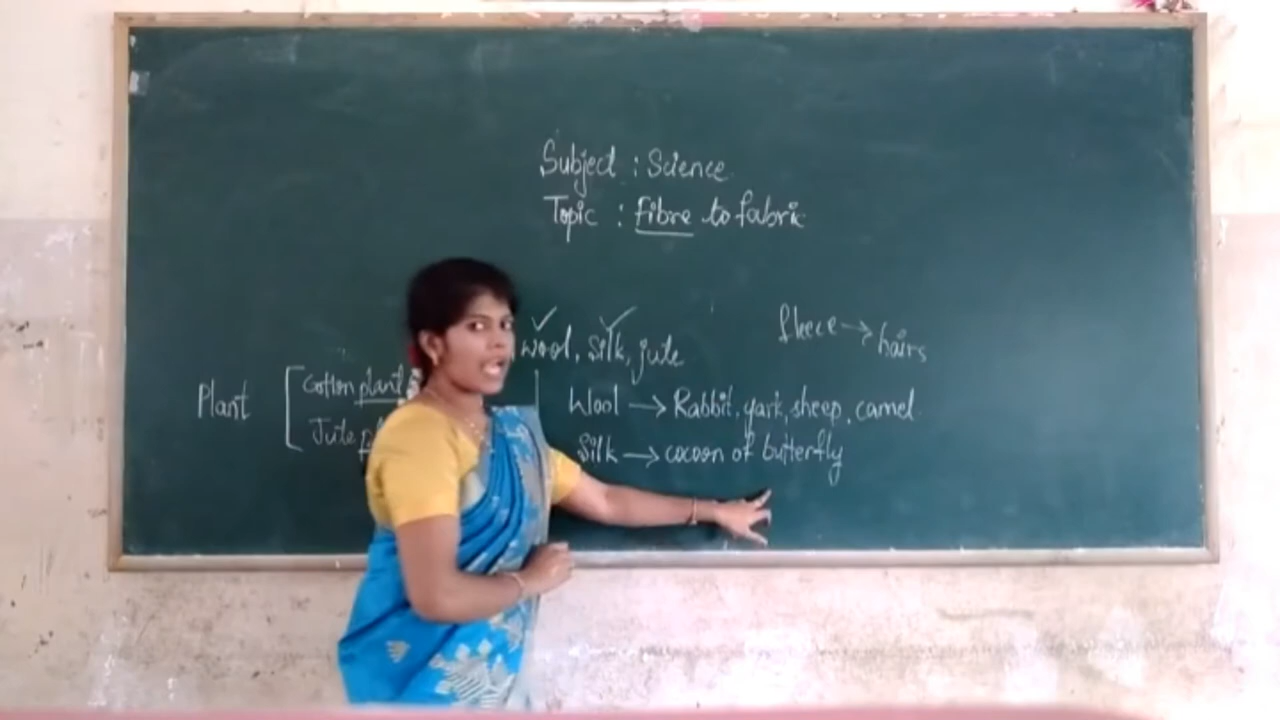 Subject : Science
Topic : fibre to fabric
wool, silk, jute
fleece → hairs
Plant
Cotton plant
Jute
Wool → Rabbit, yark, sheep, camel
Silk → cocoon of butterfly